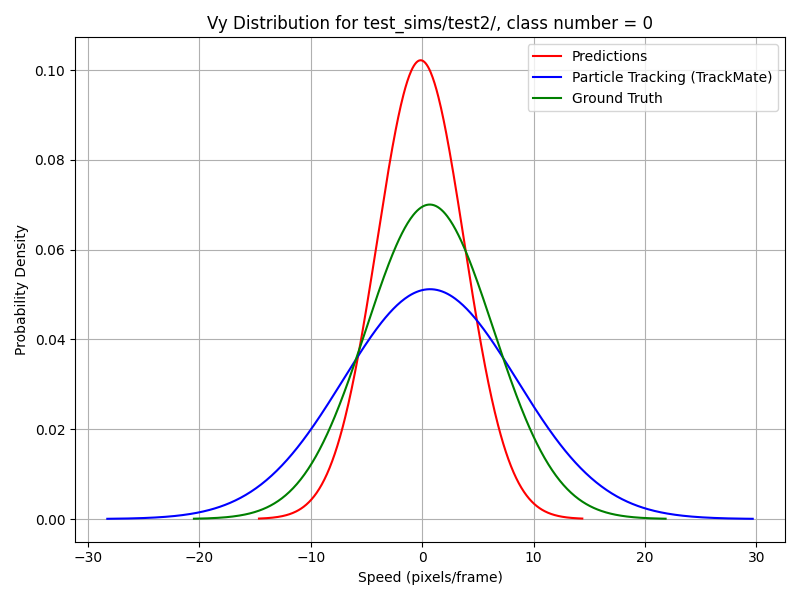 Vy Distribution for test_sims/test2/, class number = 0
Predictions
Particle Tracking (TrackMate)
Ground Truth
Probability Density
0.10
0.08
0.06
0.04
0.02
0.00
−30
−20
−10
0
10
20
30
Speed (pixels/frame)